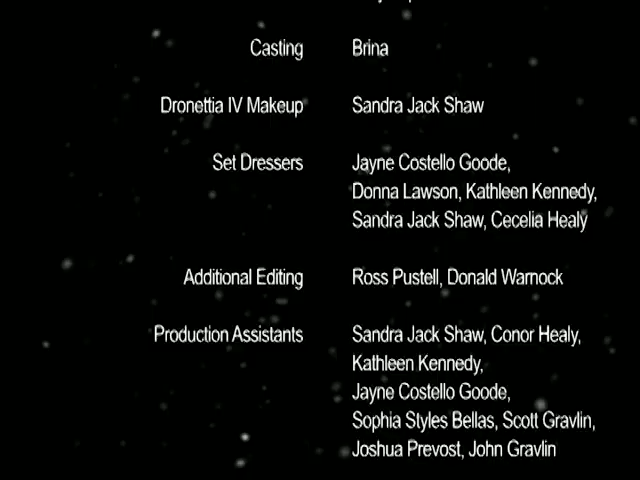 Casting Brina
Dronettia IV Makeup Sandra Jack Shaw
Set Dressers Jayne Costello Goode,
Donna Lawson, Kathleen Kennedy,
Sandra Jack Shaw, Cecelia Healy
Additional Editing Ross Pustell, Donald Warnock
Production Assistants Sandra Jack Shaw, Conor Healy,
Kathleen Kennedy,
Jayne Costello Goode,
Sophia Styles Bellas, Scott Gravlin,
Joshua Prevost, John Gravlin